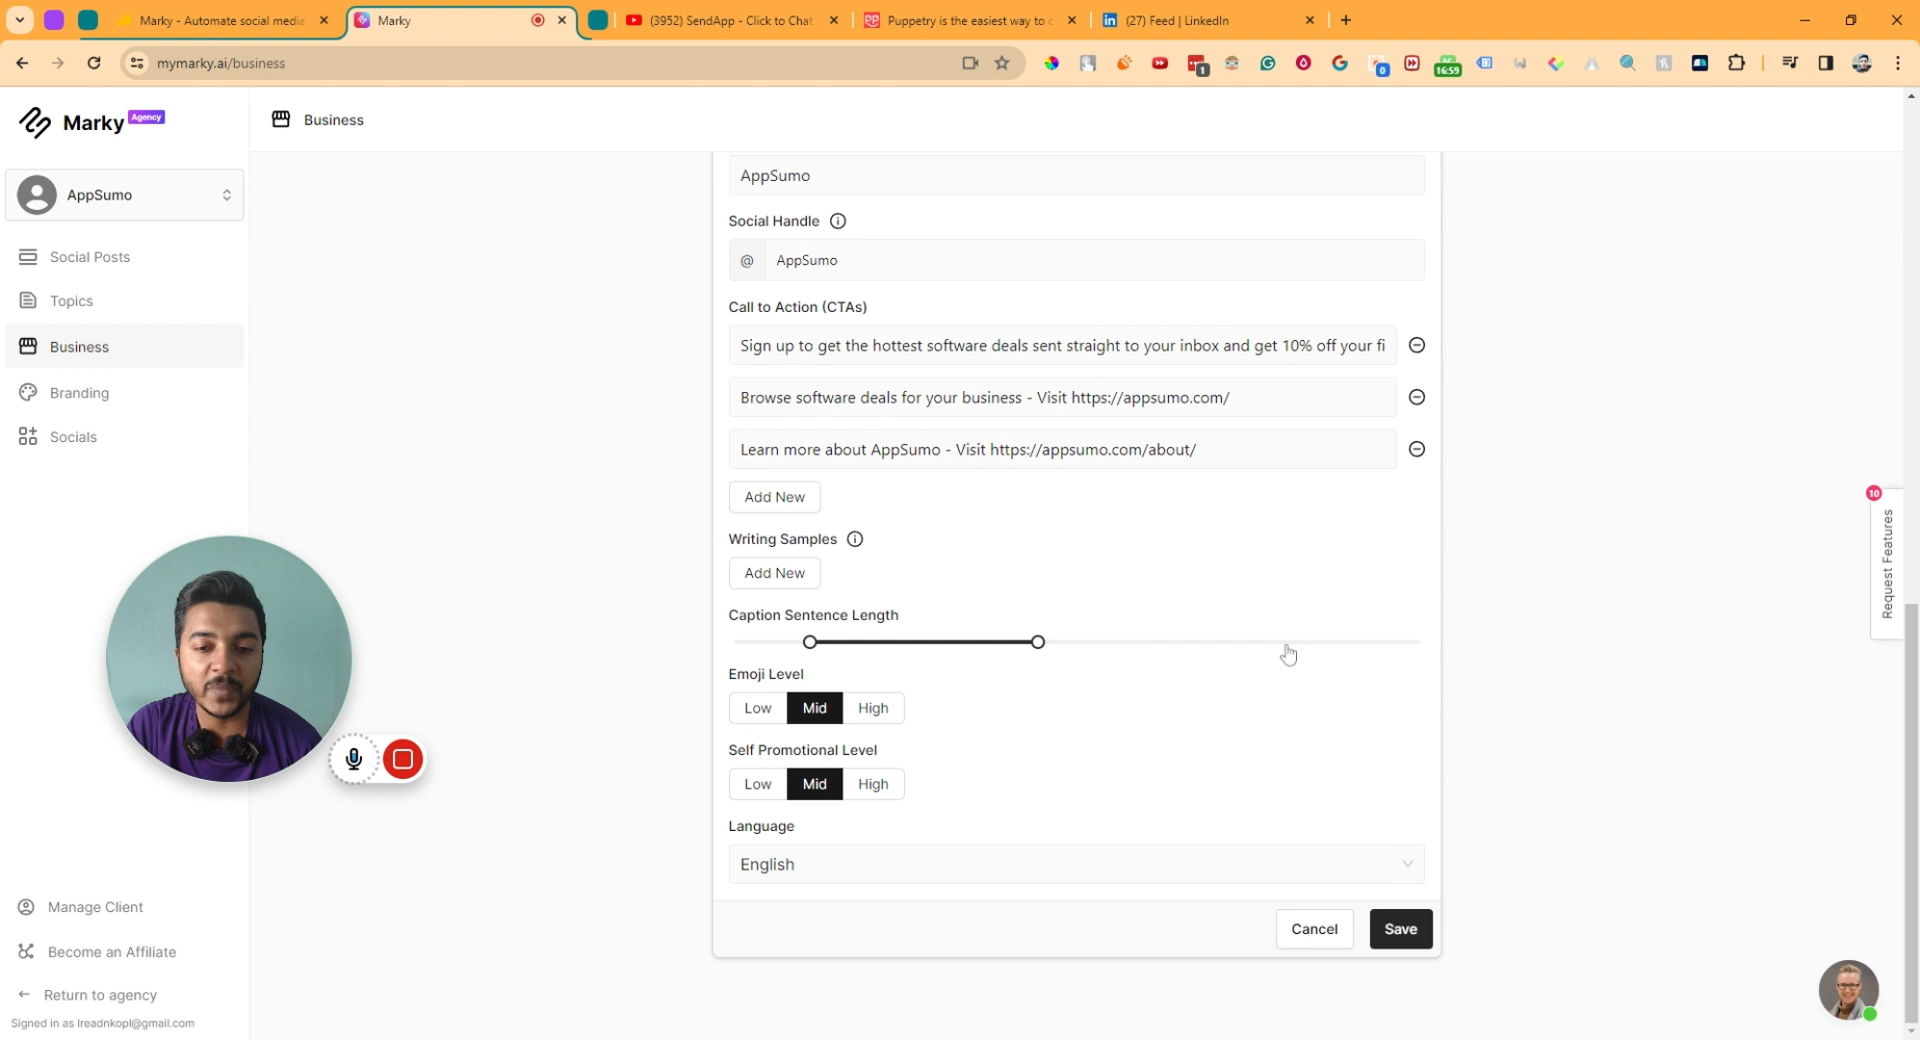 Marky - Automate social media
Marky
(3952) SendApp - Click to Chat
Puppetry is the easiest way to c
(27) Feed | LinkedIn
mymarky.ai/business
1
0
16:59
Marky
Agency
Business
AppSumo
Social Posts
Topics
Business
Branding
Socials
AppSumo
Social Handle
@ AppSumo
Call to Action (CTAs)
Sign up to get the hottest software deals sent straight to your inbox and get 10% off your fi
Browse software deals for your business - Visit https://appsumo.com/
Learn more about AppSumo - Visit https://appsumo.com/about/
Add New
Writing Samples
Add New
Caption Sentence Length
Emoji Level
Low Mid High
Self Promotional Level
Low Mid High
Language
English
Cancel Save
10
Request Features
Manage Client
Become an Affiliate
Return to agency
Signed in as lreadnkopl@gmail.com